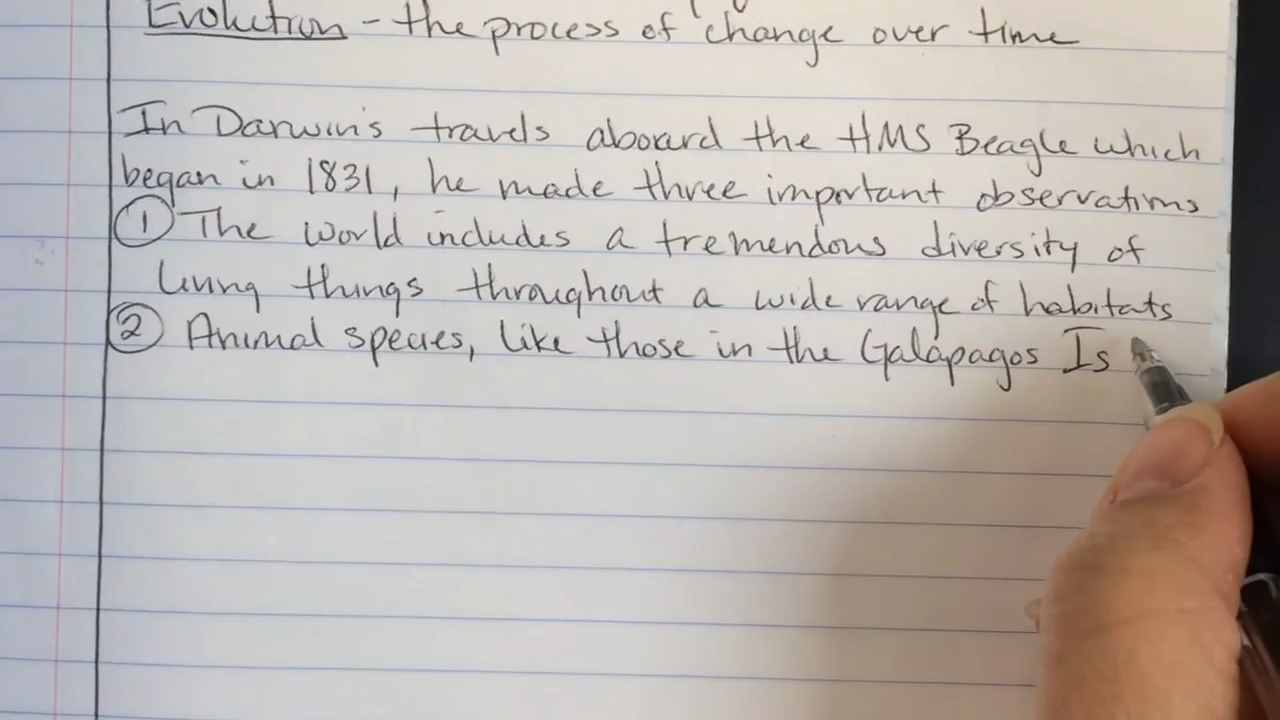 Evolution - the process of change over time
In Darwin's travels aboard the HMS Beagle which
began in 1831, he made three important observations
① The world includes a tremendous diversity of
living things throughout a wide range of habitats
② Animal species, like those in the Galápagos Is